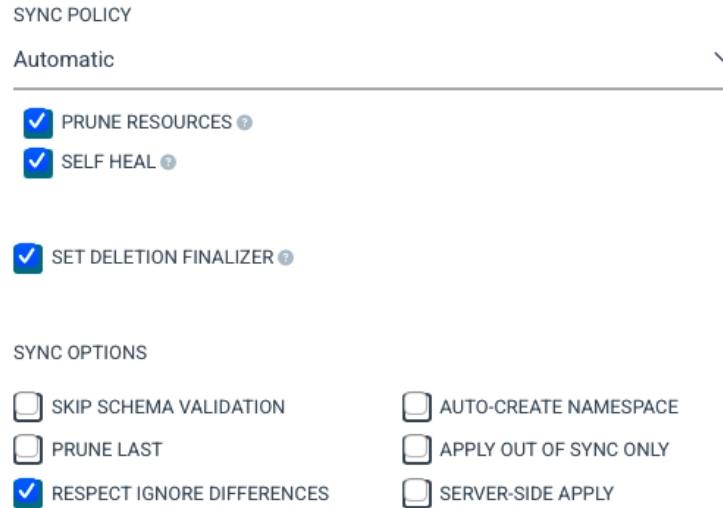 SYNC POLICY
Automatic
PRUNE RESOURCES
SELF HEAL
SET DELETION FINALIZER
SYNC OPTIONS
SKIP SCHEMA VALIDATION
AUTO-CREATE NAMESPACE
PRUNE LAST
APPLY OUT OF SYNC ONLY
RESPECT IGNORE DIFFERENCES
SERVER-SIDE APPLY